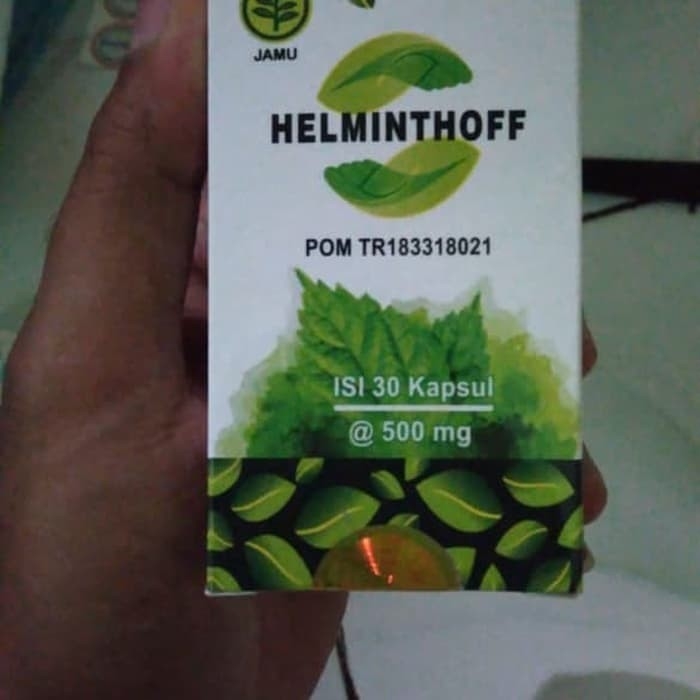 JAMU
HELMINTHOFF
POM TR183318021
ISI 30 Kapsul
@ 500 mg